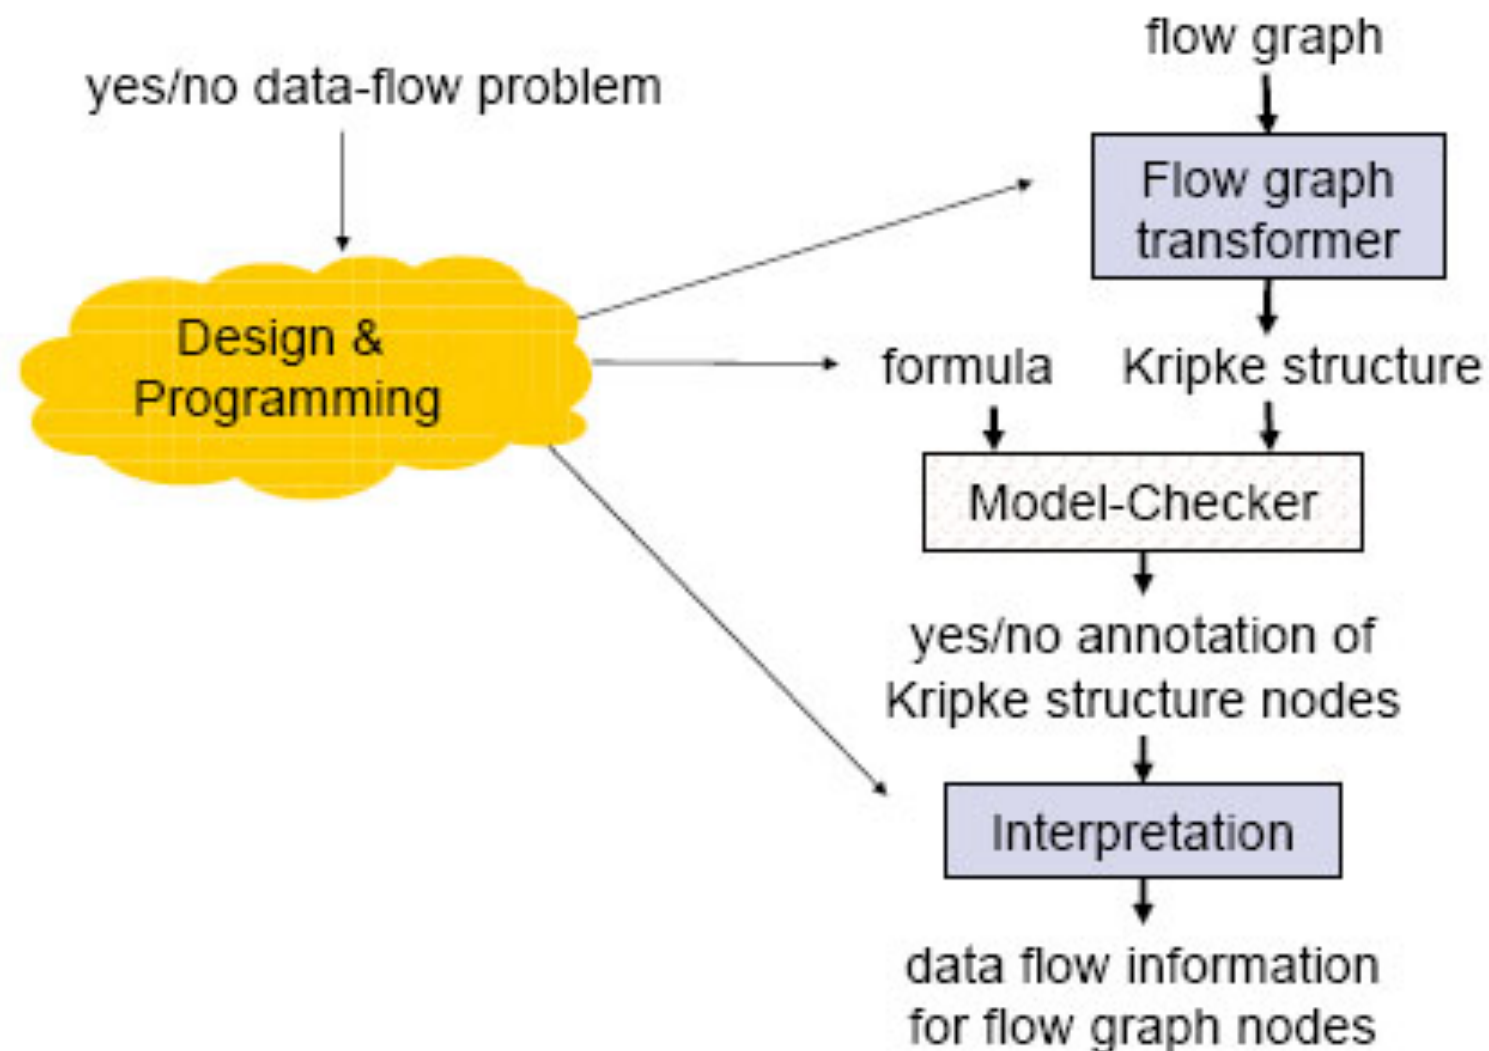 yes/no data-flow problem
Design &
Programming
flow graph
Flow graph
transformer
formula
Kripke structure
Model-Checker
yes/no annotation of
Kripke structure nodes
Interpretation
data flow information
for flow graph nodes